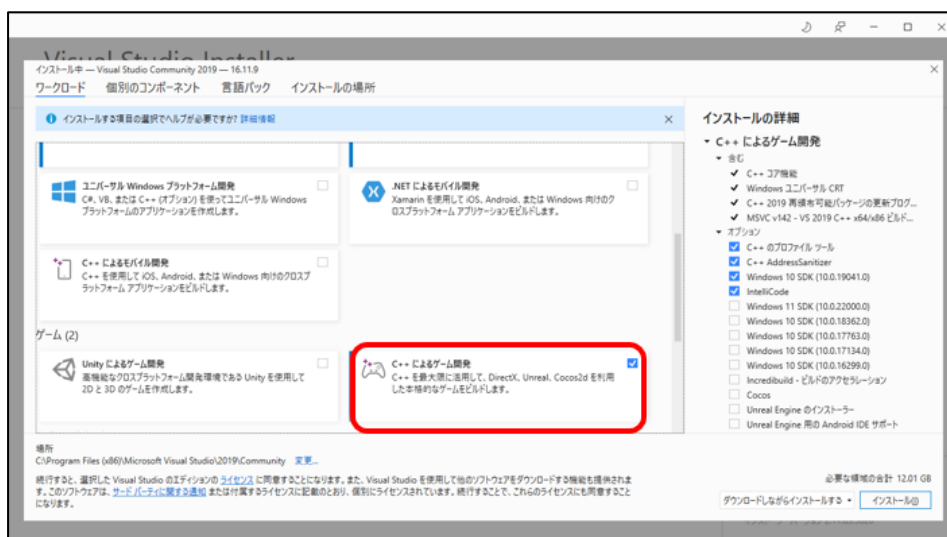 Visual Studio Installer
インストール中 — Visual Studio Community 2019 — 16.11.9
ワークロード 個別のコンポーネント 言語パック インストールの場所
インストールする項目の選択でヘルプが必要ですか? 詳細情報
ユニバーサル Windows プラットフォーム開発
C#、VB、または C++ (オプション) を使ってユニバーサル Windows
プラットフォームのアプリケーションを作成します。
.NET によるモバイル開発
Xamarin を使用して iOS、Android、または Windows 向けのク
ロスプラットフォーム アプリケーションをビルドします。
C++ によるモバイル開発
C++ を使用して iOS、Android、または Windows 向けのクロスプ
ラットフォーム アプリケーションをビルドします。
ゲーム (2)
Unity によるゲーム開発
高機能なクロスプラットフォーム開発環境である Unity を使用して
2D と 3D のゲームを作成します。
C++ によるゲーム開発
C++ を最大限に活用して、DirectX、Unreal、Cocos2d を利用
した本格的なゲームをビルドします。
場所
C:\Program Files (x86)\Microsoft Visual Studio\2019\Community 変更...
続行すると、選択した Visual Studio のエディションの ライセンス に同意することになります。また、Visual Studio を使用して他のソフトウェアをダウンロードする機能も提供されま
す。このソフトウェアは、サード パーティに関する通知 または付属するライセンスに記載のとおり、個別にライセンスされています。続行することで、これらのライセンスにも同意すること
になります。
インストールの詳細
C++ によるゲーム開発
含む
C++ コア機能
Windows ユニバーサル CRT
C++ 2019 再頒布可能パッケージの更新プログ...
MSVC v142 - VS 2019 C++ x64/x86 ビルド...
オプション
C++ のプロファイル ツール
C++ AddressSanitizer
Windows 10 SDK (10.0.19041.0)
IntelliCode
Windows 11 SDK (10.0.22000.0)
Windows 10 SDK (10.0.18362.0)
Windows 10 SDK (10.0.17763.0)
Windows 10 SDK (10.0.17134.0)
Windows 10 SDK (10.0.16299.0)
Incredibuild - ビルドのアクセラレーション
Cocos
Unreal Engine のインストーラー
Unreal Engine 用の Android IDE サポート
必要な領域の合計 12.01 GB
ダウンロードしながらインストールする インストール(I)